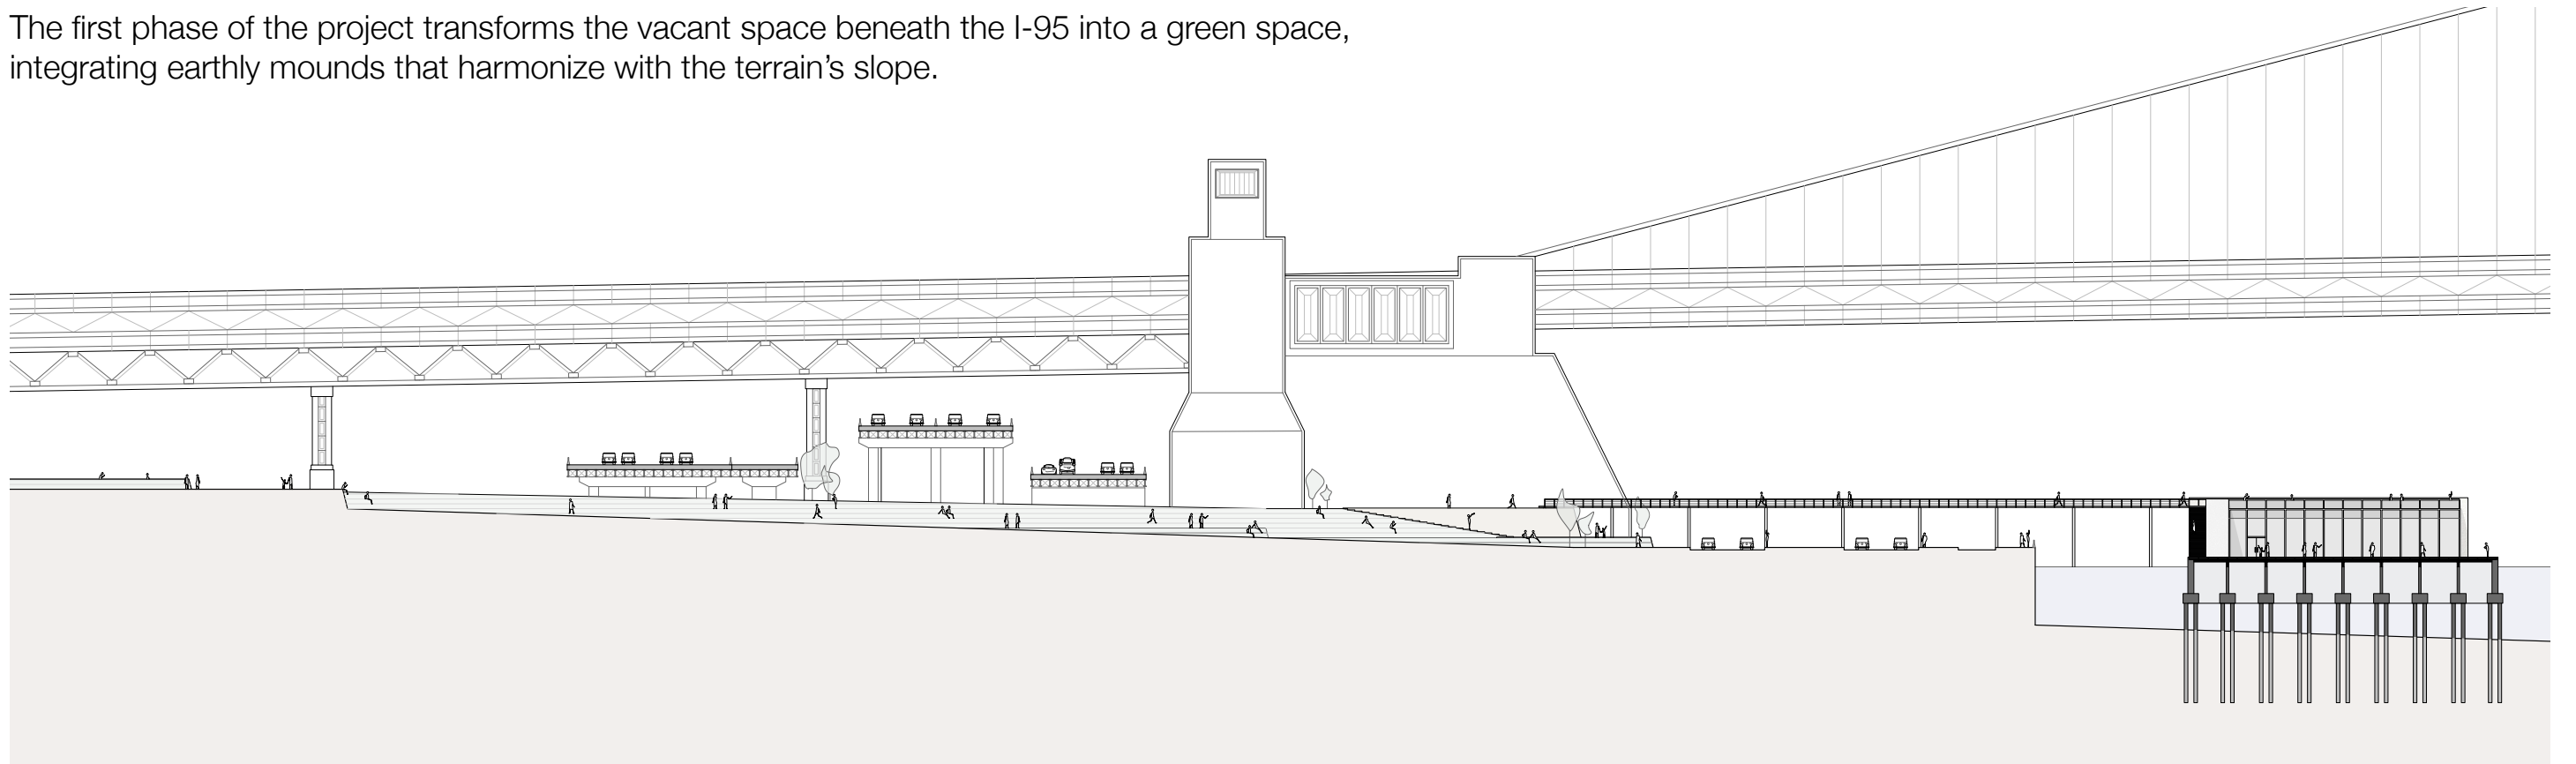 The first phase of the project transforms the vacant space beneath the I-95 into a green space,
integrating earthly mounds that harmonize with the terrain’s slope.